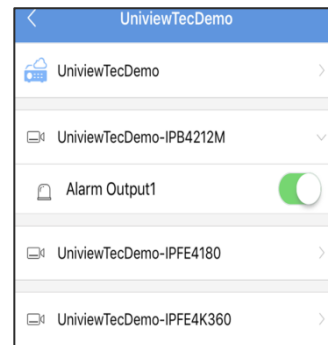 UniviewTecDemo
UniviewTecDemo
UniviewTecDemo-IPB4212M
Alarm Output1
UniviewTecDemo-IPFE4180
UniviewTecDemo-IPFE4K360